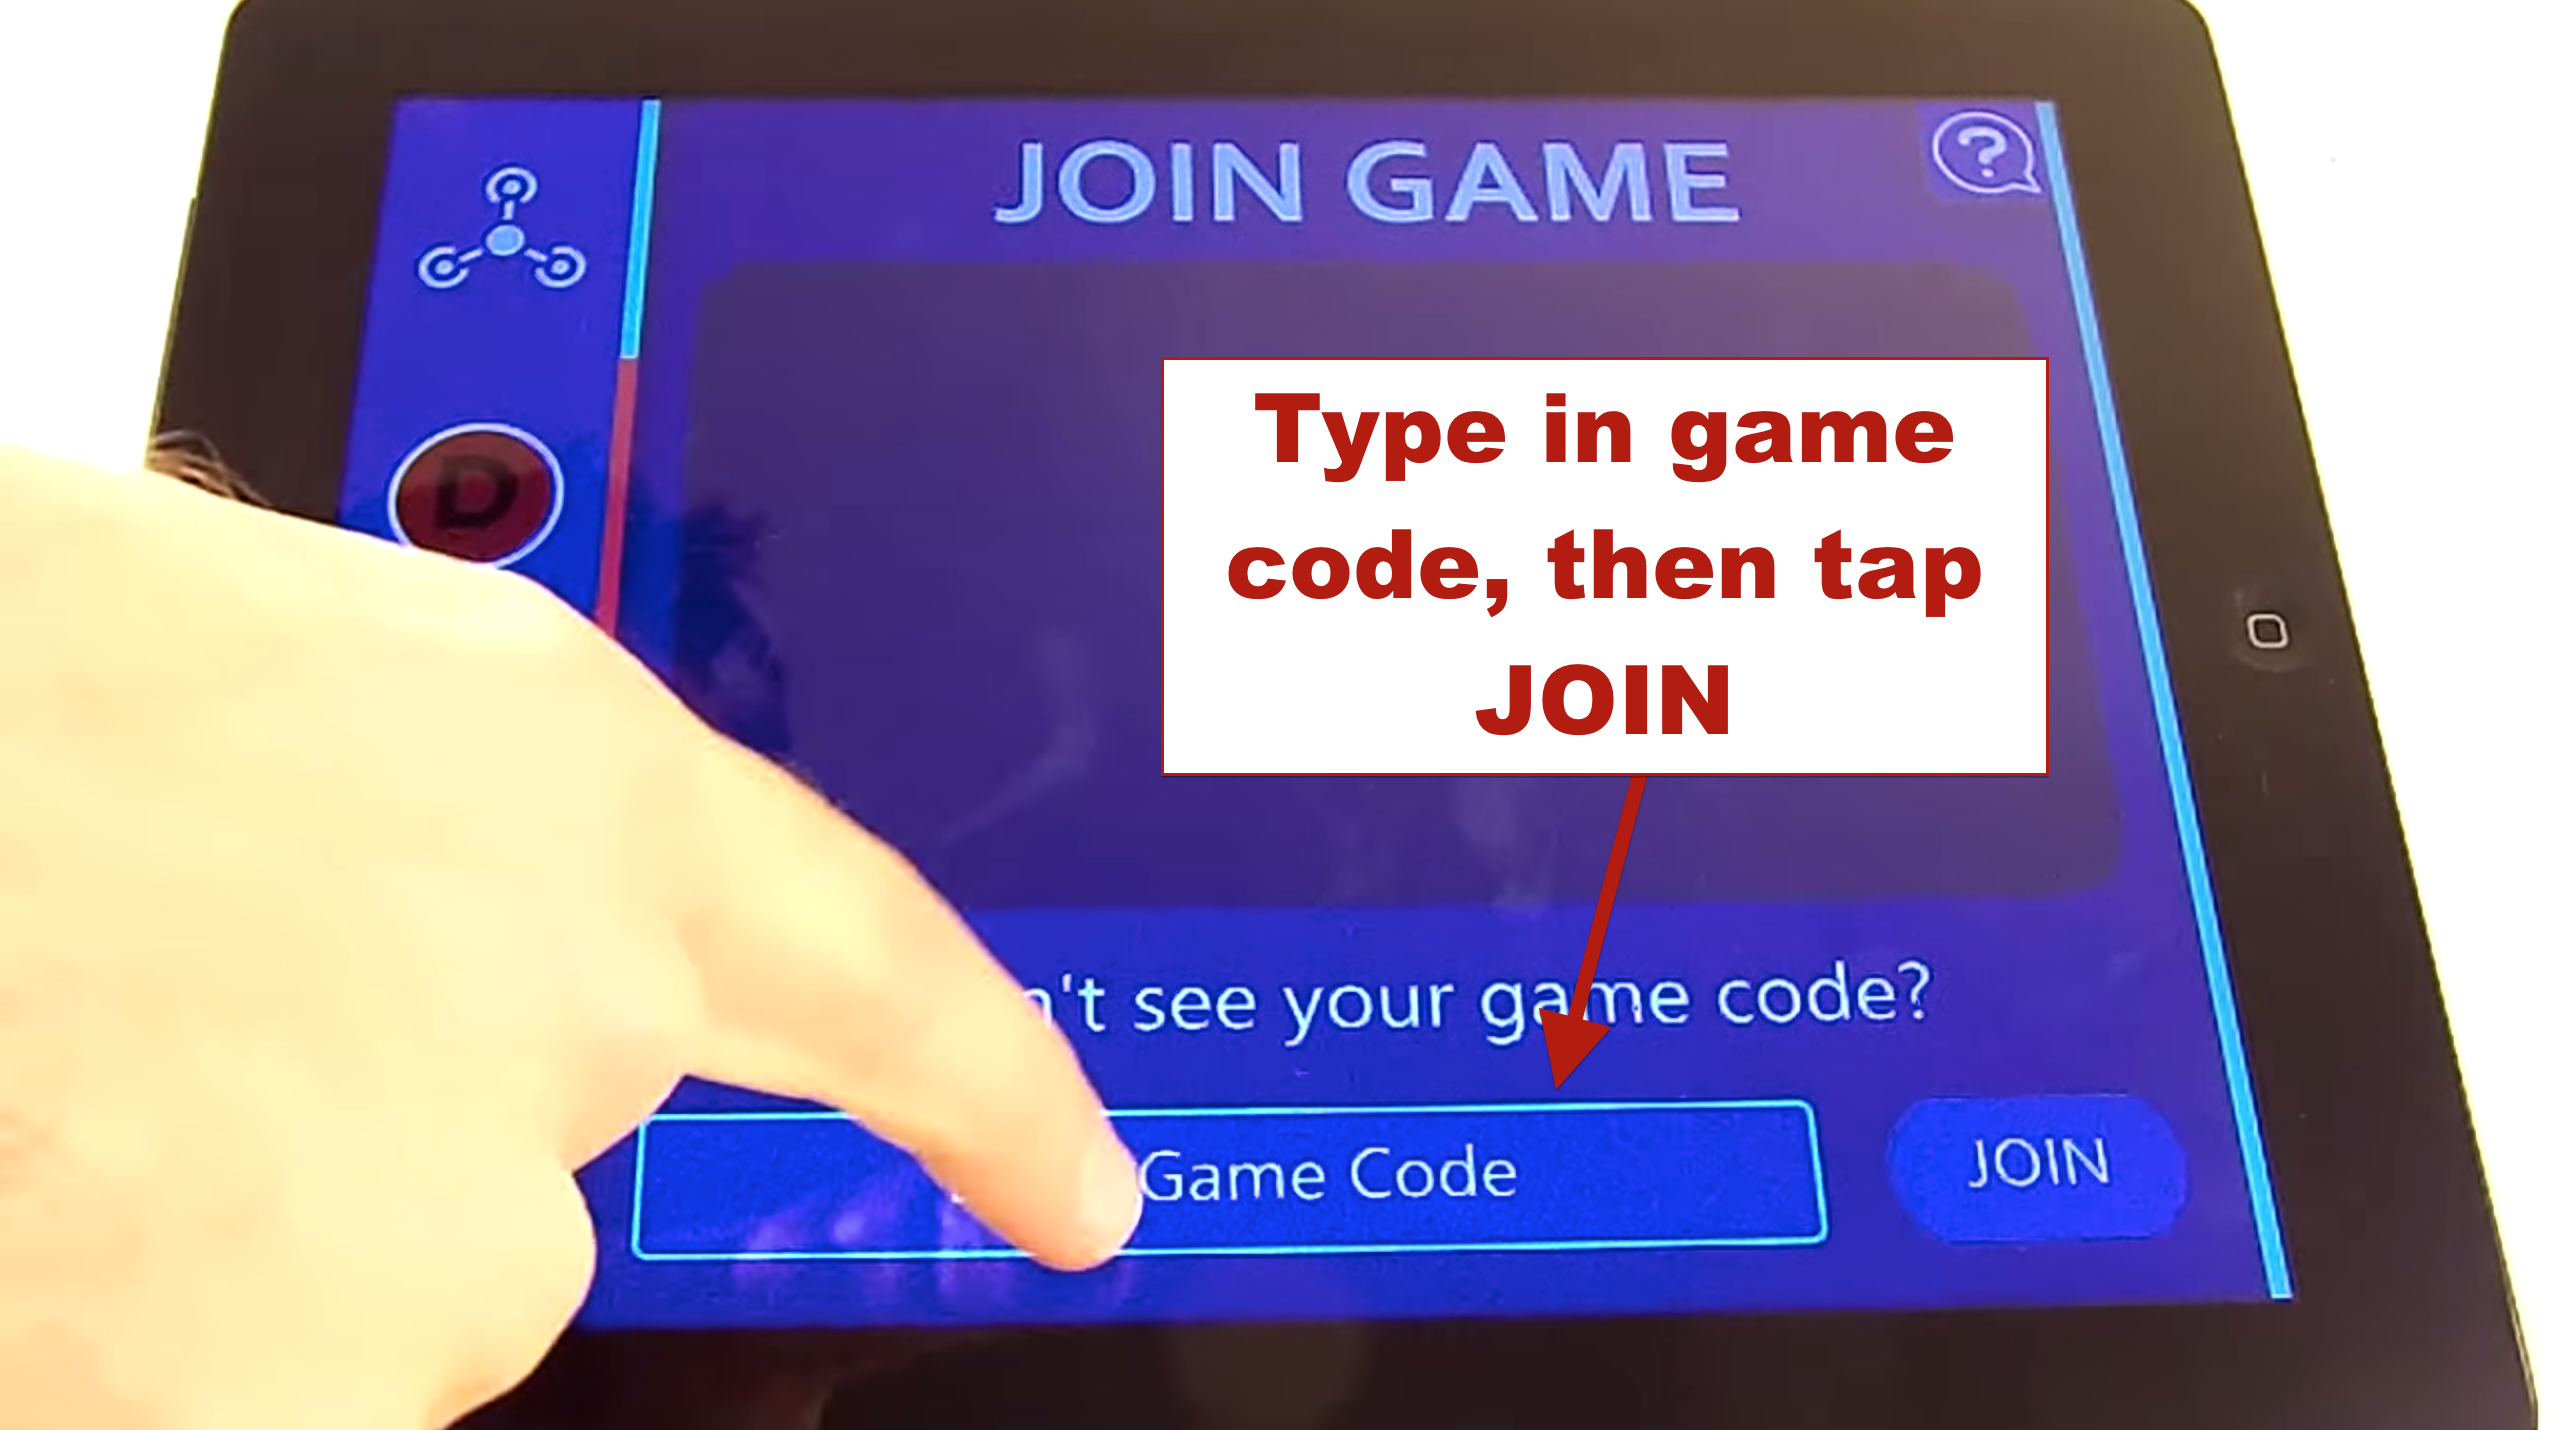 JOIN GAME
?
D
Type in game
code, then tap
JOIN
see your game code?
Game Code
JOIN